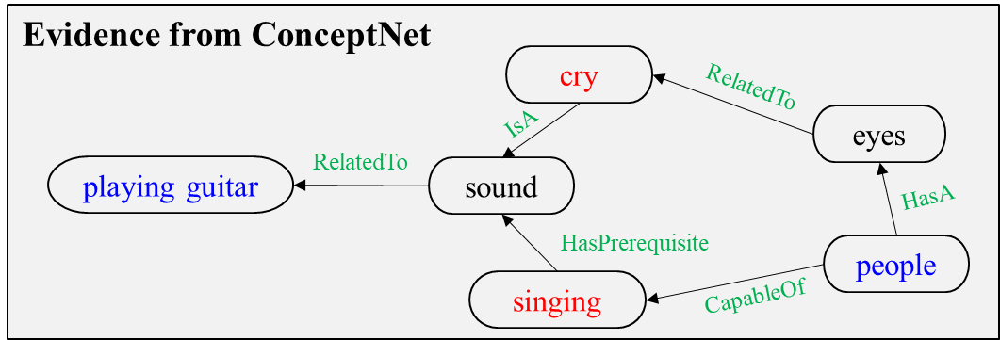 Evidence from ConceptNet
cry
RelatedTo
IsA
eyes
RelatedTo
playing guitar
sound
HasA
HasPrerequisite
people
singing
CapableOf